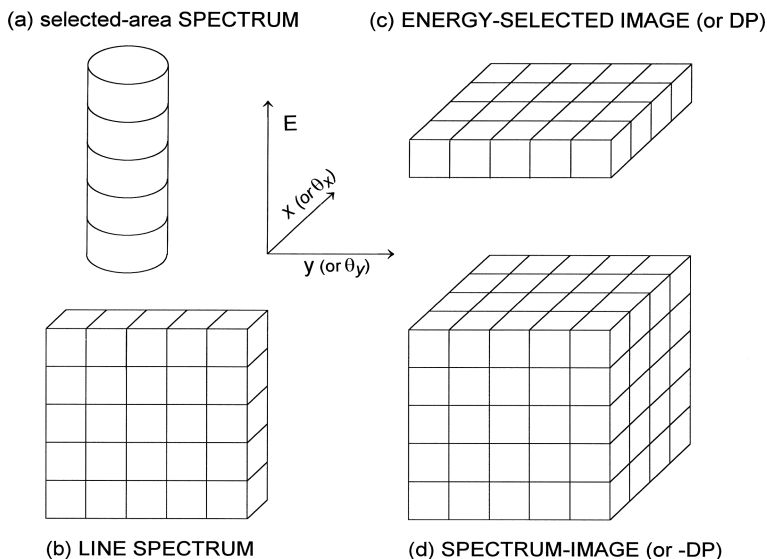 (a) selected-area SPECTRUM
(c) ENERGY-SELECTED IMAGE (or DP)
E
x (or θx)
y (or θy)
(b) LINE SPECTRUM
(d) SPECTRUM-IMAGE (or -DP)